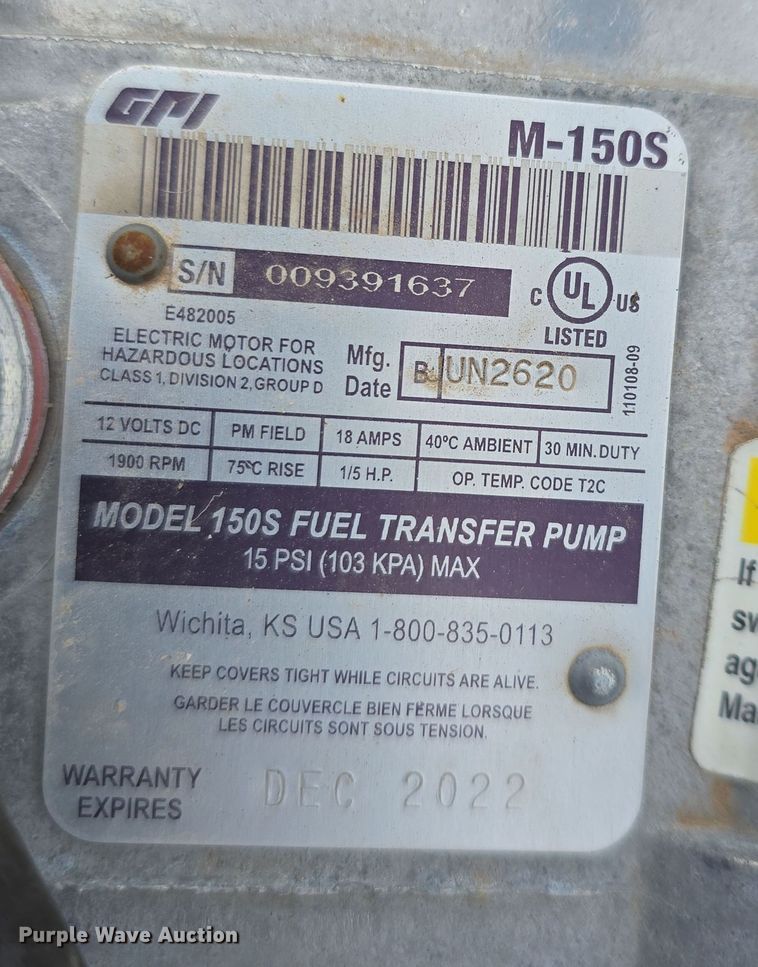 GPI
M-150S
S/N 009391637
C UL US
LISTED
E482005
ELECTRIC MOTOR FOR
HAZARDOUS LOCATIONS
CLASS 1, DIVISION 2, GROUP D
Mfg.
Date
B JUN2620
110108-09
12 VOLTS DC PM FIELD 18 AMPS 40°C AMBIENT 30 MIN. DUTY
1900 RPM 75°C RISE 1/5 H.P. OP. TEMP. CODE T2C
MODEL 150S FUEL TRANSFER PUMP
15 PSI (103 KPA) MAX
Wichita, KS USA 1-800-835-0113
KEEP COVERS TIGHT WHILE CIRCUITS ARE ALIVE.
GARDER LE COUVERCLE BIEN FERME LORSQUE
LES CIRCUITS SONT SOUS TENSION.
WARRANTY
EXPIRES
DEC 2022
If
Purple Wave Auction